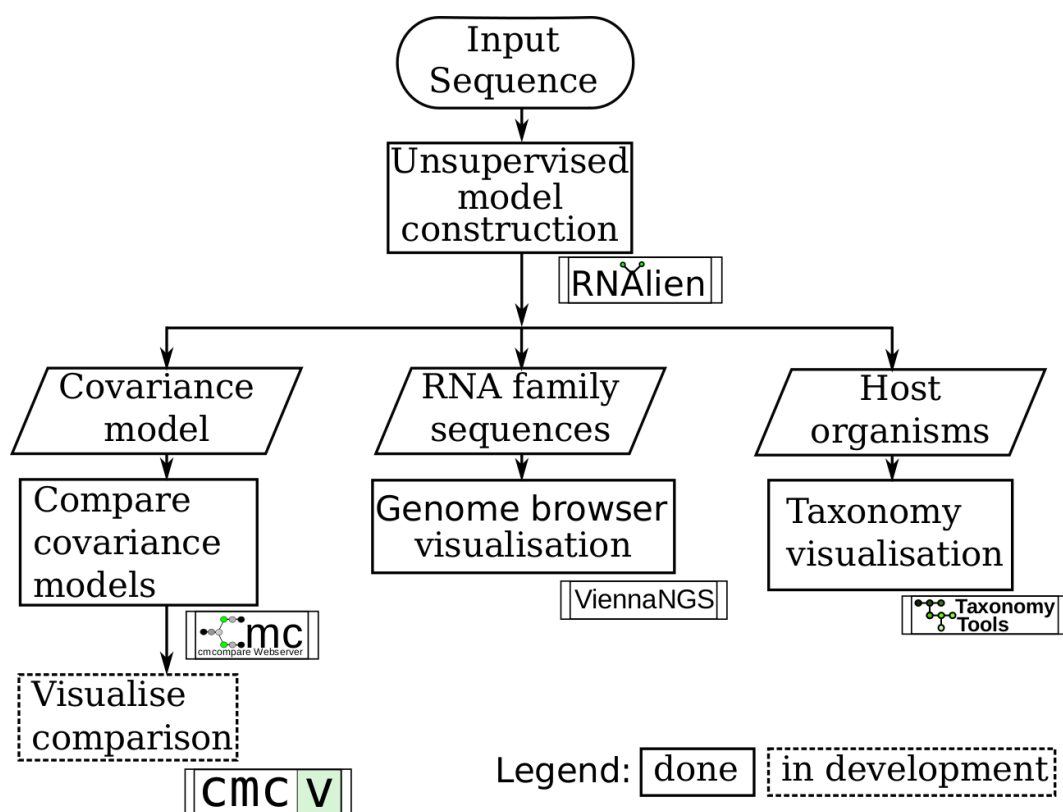 Input
Sequence
Unsupervised
model
construction
RNAlien
Covariance
model
RNA family
sequences
Host
organisms
Compare
covariance
models
Genome browser
visualisation
Taxonomy
visualisation
ViennaNGS
Taxonomy
Tools
Cmc
cmcompare Webserver
Visualise
comparison
Legend: done in development
cmc v